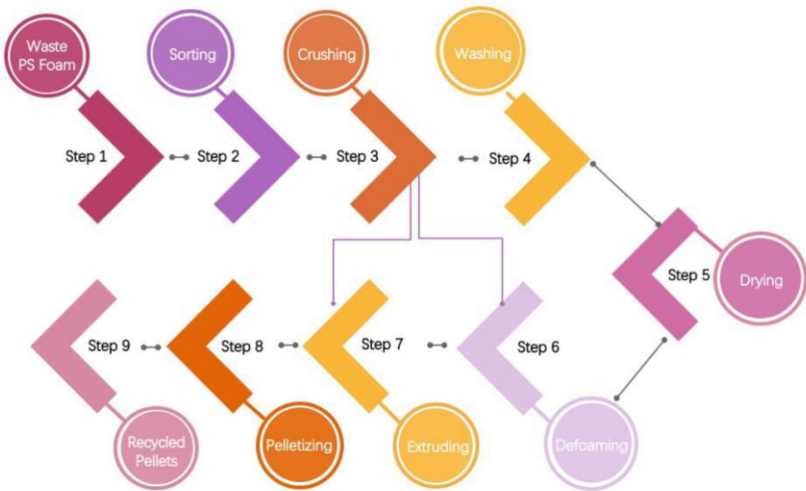 Waste
PS Foam
Sorting
Crushing
Washing
Step 1
Step 2
Step 3
Step 4
Step 5
Drying
Step 9
Step 8
Step 7
Step 6
Recycled
Pellets
Pelletizing
Extruding
Defoaming